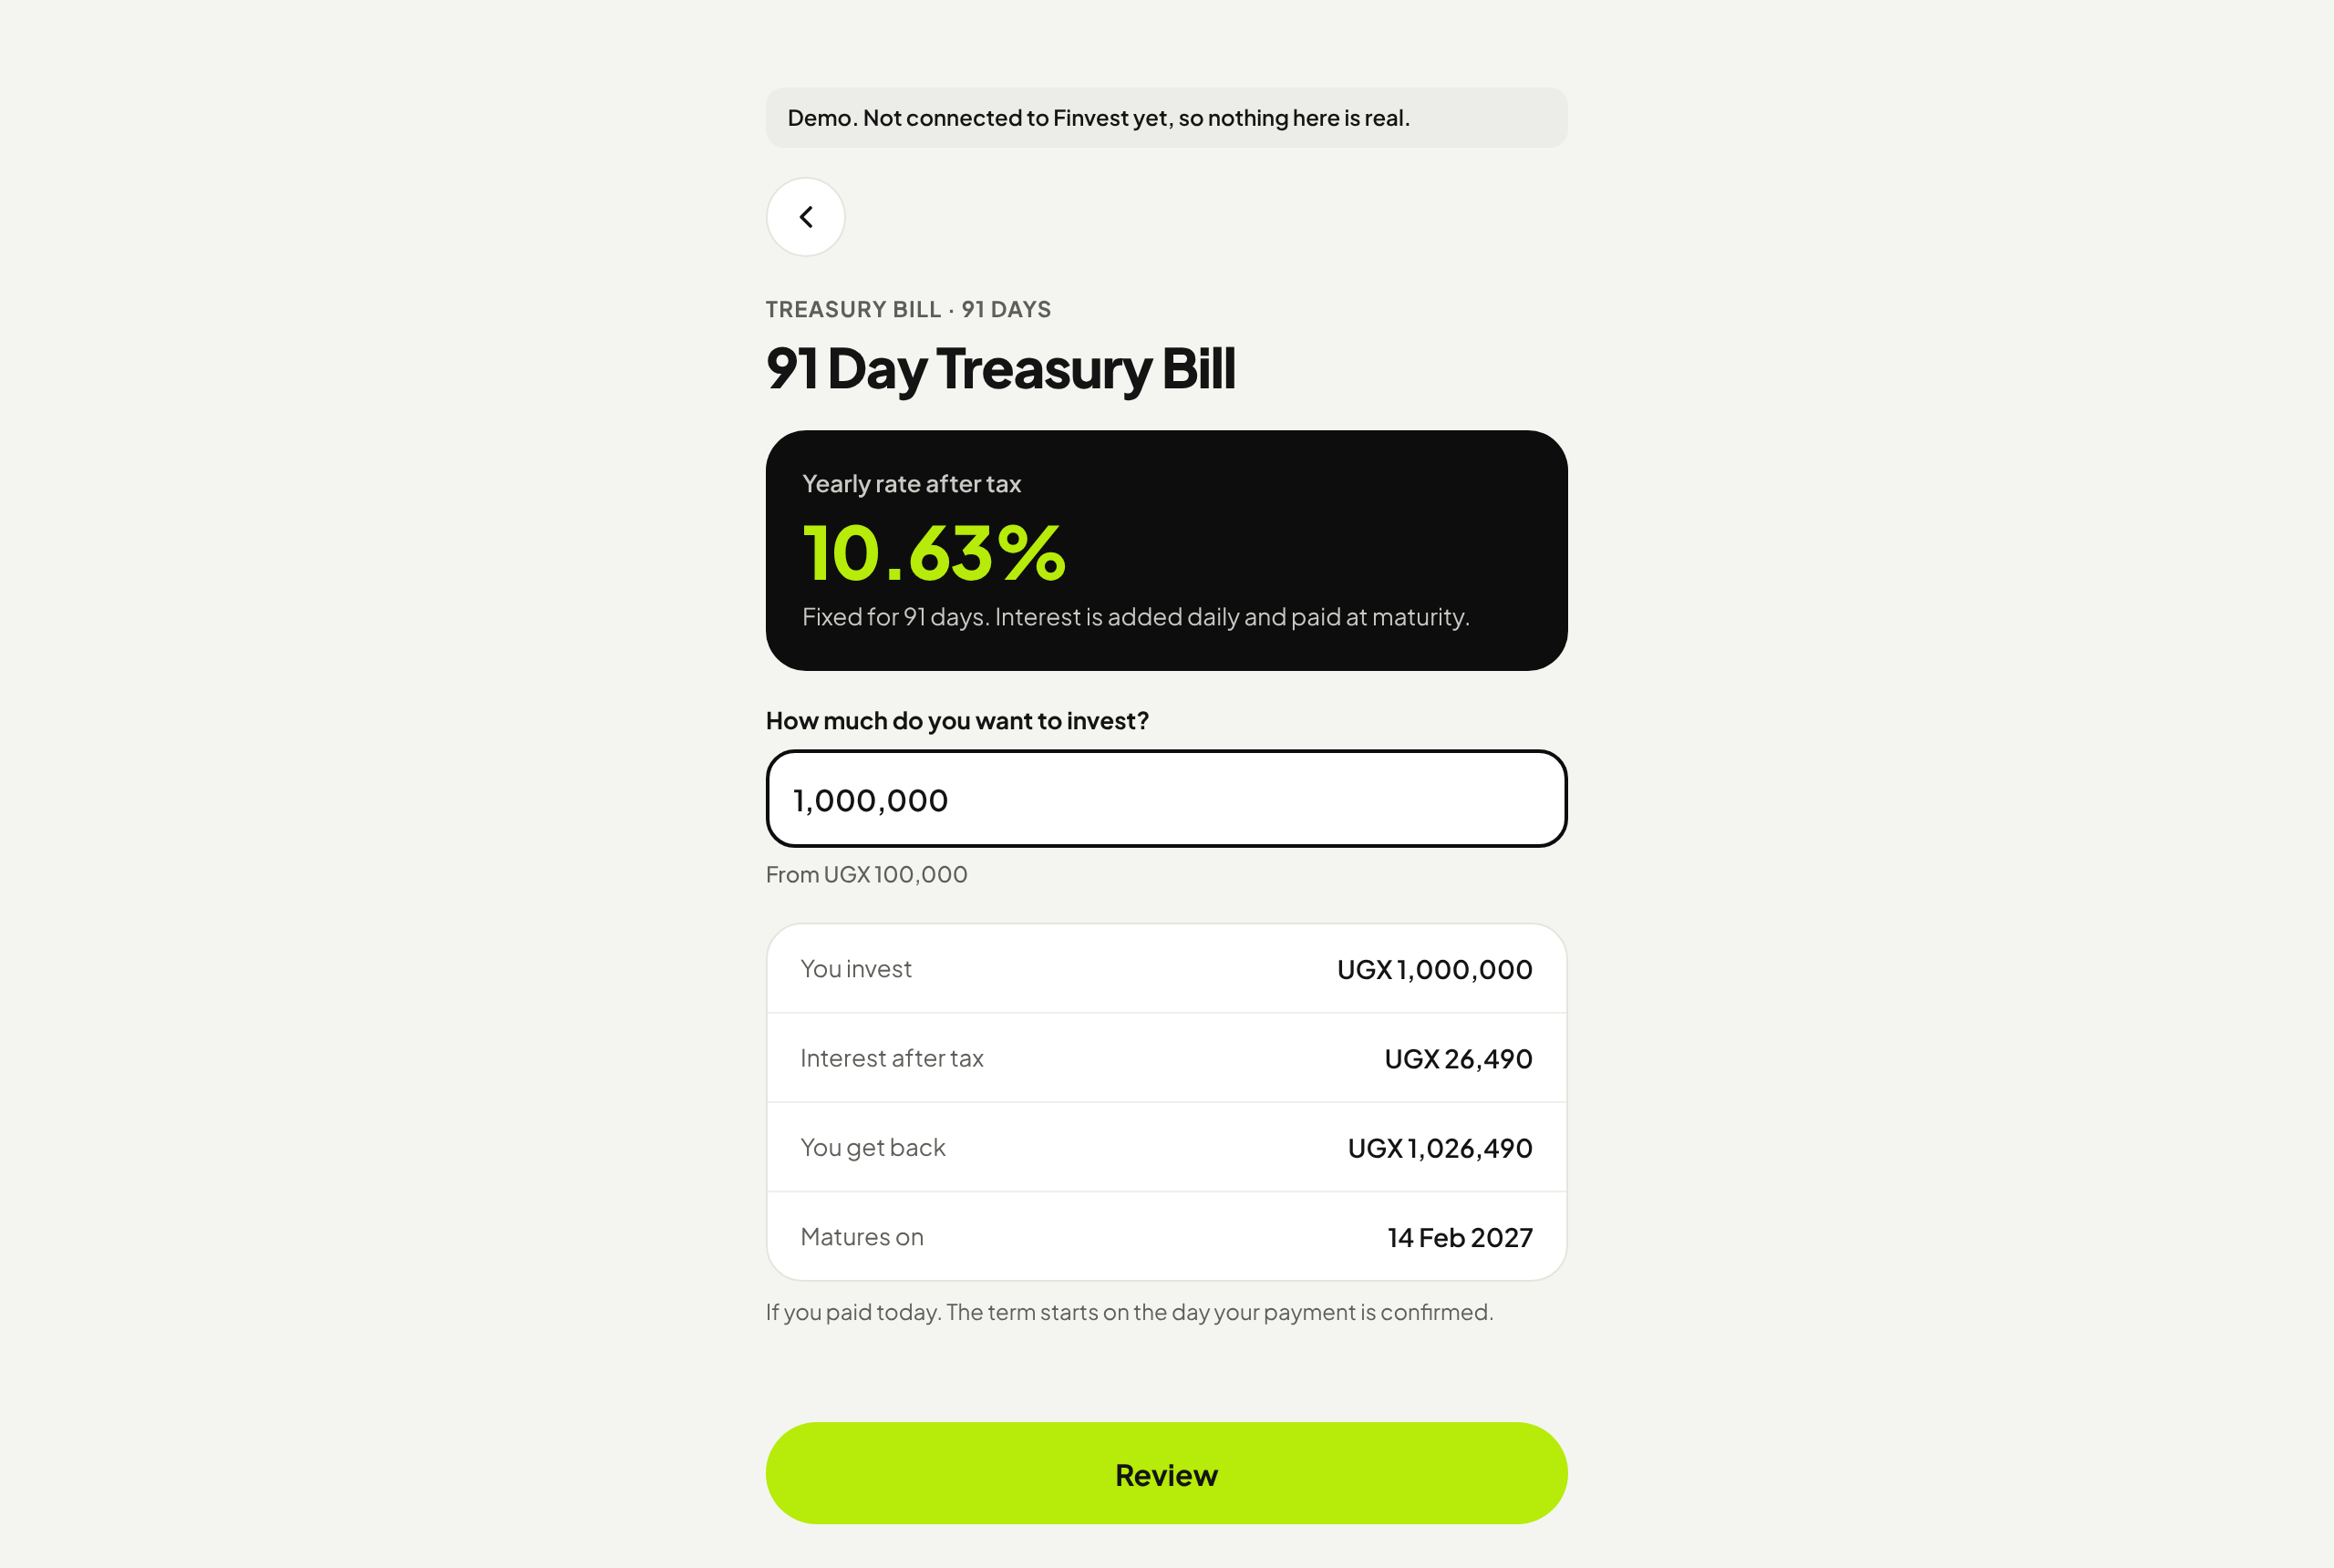 Demo. Not connected to Finvest yet, so nothing here is real.
TREASURY BILL · 91 DAYS
91 Day Treasury Bill
Yearly rate after tax
10.63%
Fixed for 91 days. Interest is added daily and paid at maturity.
How much do you want to invest?
1,000,000
From UGX 100,000
You invest UGX 1,000,000
Interest after tax UGX 26,490
You get back UGX 1,026,490
Matures on 14 Feb 2027
If you paid today. The term starts on the day your payment is confirmed.
Review